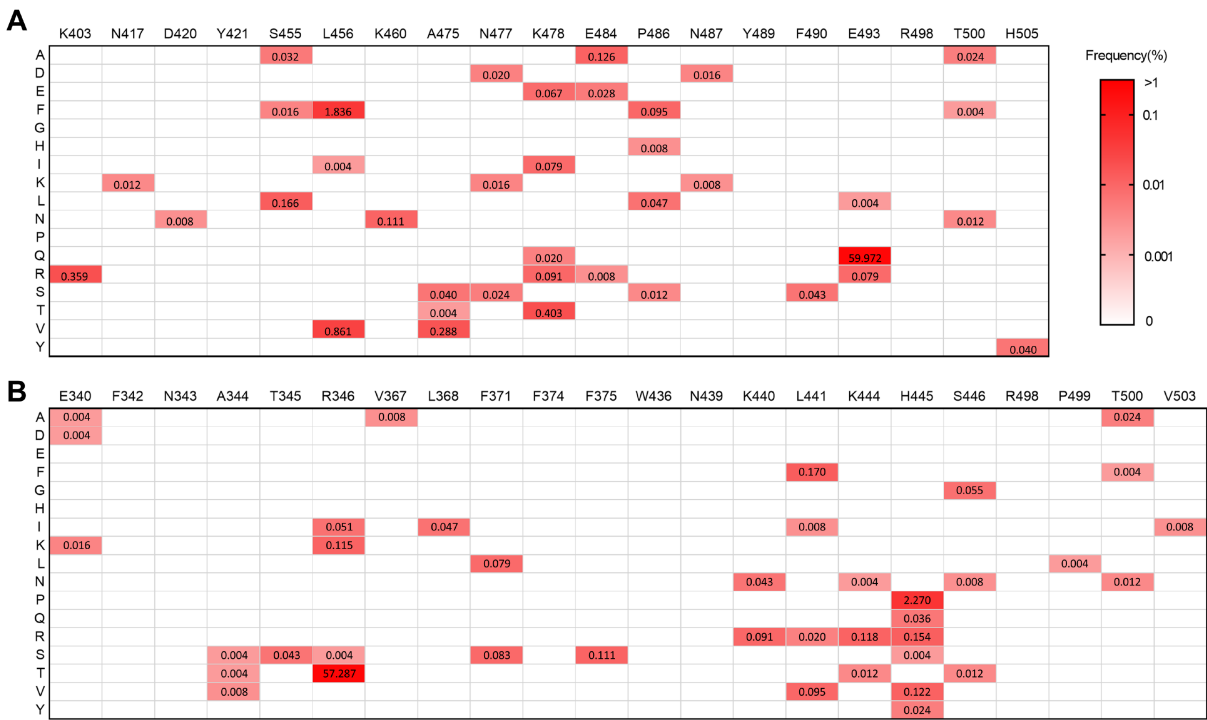 A
K403 N417 D420 Y421 S455 L456 K460 A475 N477 K478 E484 P486 N487 Y489 F490 E493 R498 T500 H505
A 0.032 0.126 0.024
D 0.020 0.016
E 0.067 0.028
F 0.016 1.836 0.095 0.004
G
H 0.008
I 0.004 0.079
K 0.012 0.016 0.008
L 0.166 0.047 0.004
N 0.008 0.111 0.012
P
Q 0.020 59.972
R 0.359 0.091 0.008 0.079
S 0.040 0.024 0.012 0.043
T 0.004 0.403
V 0.861 0.288
Y 0.040
Frequency(%)
>1
0.1
0.01
0.001
0
B
E340 F342 N343 A344 T345 R346 V367 L368 F371 F374 F375 W436 N439 K440 L441 K444 H445 S446 R498 P499 T500 V503
A 0.004 0.008 0.024
D 0.004
E
F 0.170 0.004
G 0.055
H
I 0.051 0.047 0.008 0.008
K 0.016 0.115
L 0.079 0.004
N 0.043 0.004 0.008 0.012
P 2.270
Q 0.036
R 0.091 0.020 0.118 0.154
S 0.004 0.043 0.004 0.083 0.111 0.004
T 0.004 57.287 0.012 0.012
V 0.008 0.095 0.122
Y 0.024